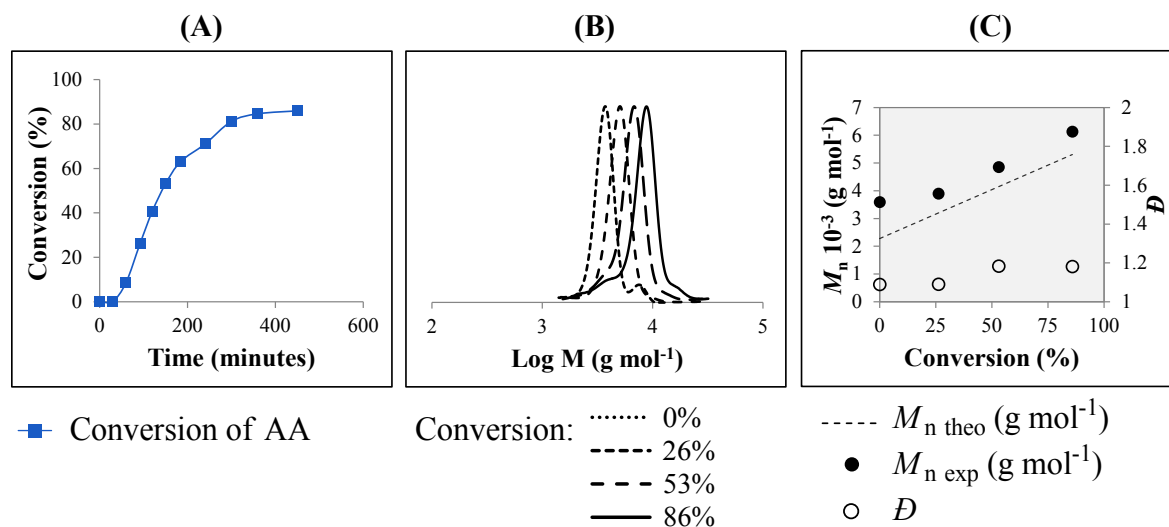 (A)
(B)
(C)
Conversion (%)
100
80
60
40
20
0
0 200 400 600
Time (minutes)
2 3 4 5
Log M (g mol⁻¹)
Mₙ 10⁻³ (g mol⁻¹)
7
6
5
4
3
2
1
0
2
1.8
1.6
1.4
1.2
1
Đ
0 25 50 75 100
Conversion (%)
Conversion of AA
Conversion:
0%
26%
53%
86%
Mn theo (g mol⁻¹)
Mn exp (g mol⁻¹)
Đ